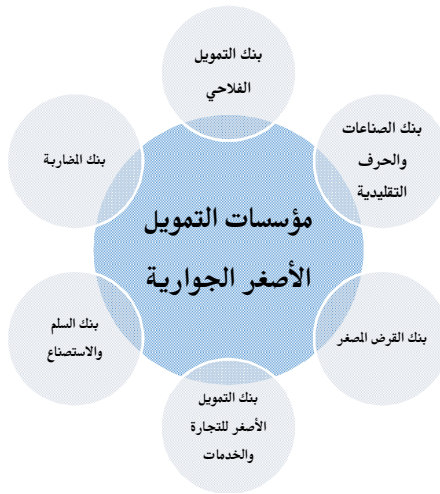 بنك التمويل
الفلاحي
بنك الصناعات
والحرف
التقليدية
بنك المضاربة
مؤسسات التمويل
الأصغر الجوارية
بنك القرض المصغر
بنك السلم
والاستصناع
بنك التمويل
الأصغر للتجارة
والخدمات